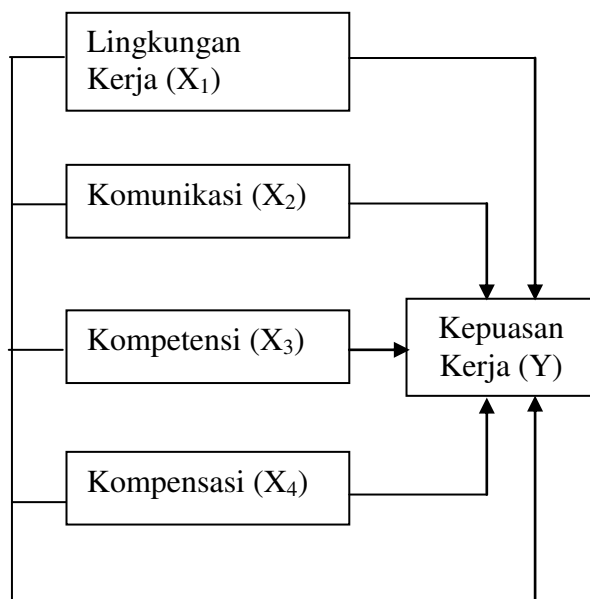 Lingkungan
Kerja (X₁)
Komunikasi (X₂)
Kompetensi (X₃)
Kepuasan
Kerja (Y)
Kompensasi (X₄)